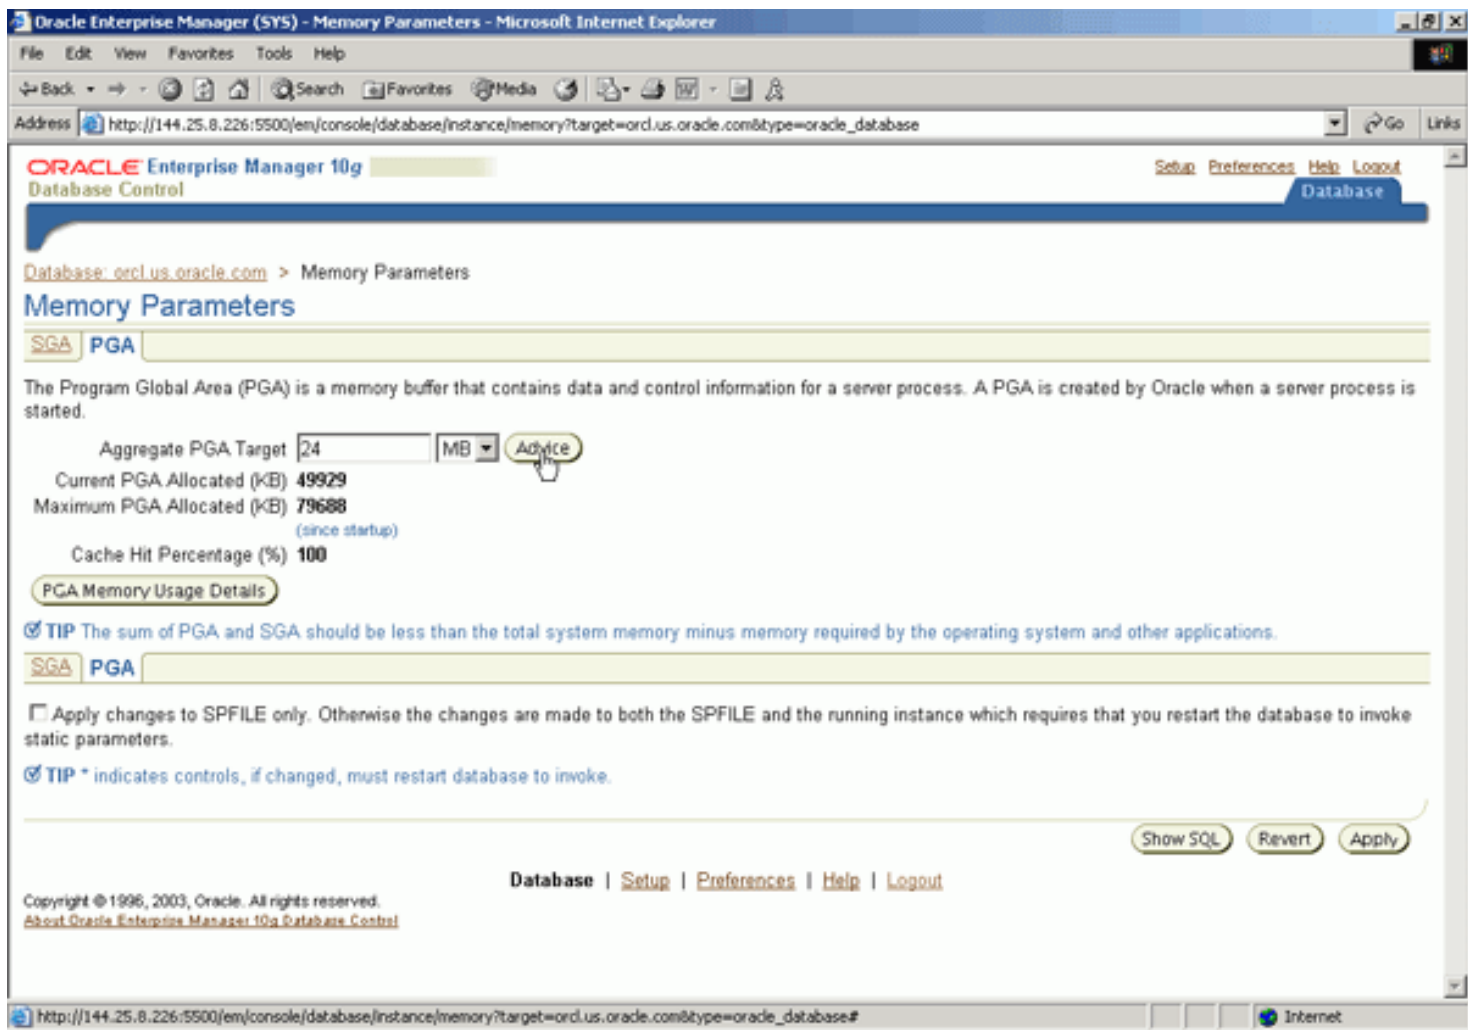 Oracle Enterprise Manager (SYS) - Memory Parameters - Microsoft Internet Explorer
File Edit View Favorites Tools Help
Back Search Favorites Media
Address http://144.25.8.226:5500/em/console/database/instance/memory?target=orcl.us.oracle.com&type=oracle_database Go Links
ORACLE Enterprise Manager 10g Setup Preferences Help Logout
Database Control Database
Database: orcl.us.oracle.com > Memory Parameters
Memory Parameters
SGA PGA
The Program Global Area (PGA) is a memory buffer that contains data and control information for a server process. A PGA is created by Oracle when a server process is
started.
Aggregate PGA Target 24 MB Advice
Current PGA Allocated (KB) 49929
Maximum PGA Allocated (KB) 79688
(since startup)
Cache Hit Percentage (%) 100
PGA Memory Usage Details
TIP The sum of PGA and SGA should be less than the total system memory minus memory required by the operating system and other applications.
SGA PGA
Apply changes to SPFILE only. Otherwise the changes are made to both the SPFILE and the running instance which requires that you restart the database to invoke
static parameters.
TIP * indicates controls, if changed, must restart database to invoke.
Show SQL Revert Apply
Database | Setup | Preferences | Help | Logout
Copyright © 1996, 2003, Oracle. All rights reserved.
About Oracle Enterprise Manager 10g Database Control
http://144.25.8.226:5500/em/console/database/instance/memory?target=orcl.us.oracle.com&type=oracle_database# Internet